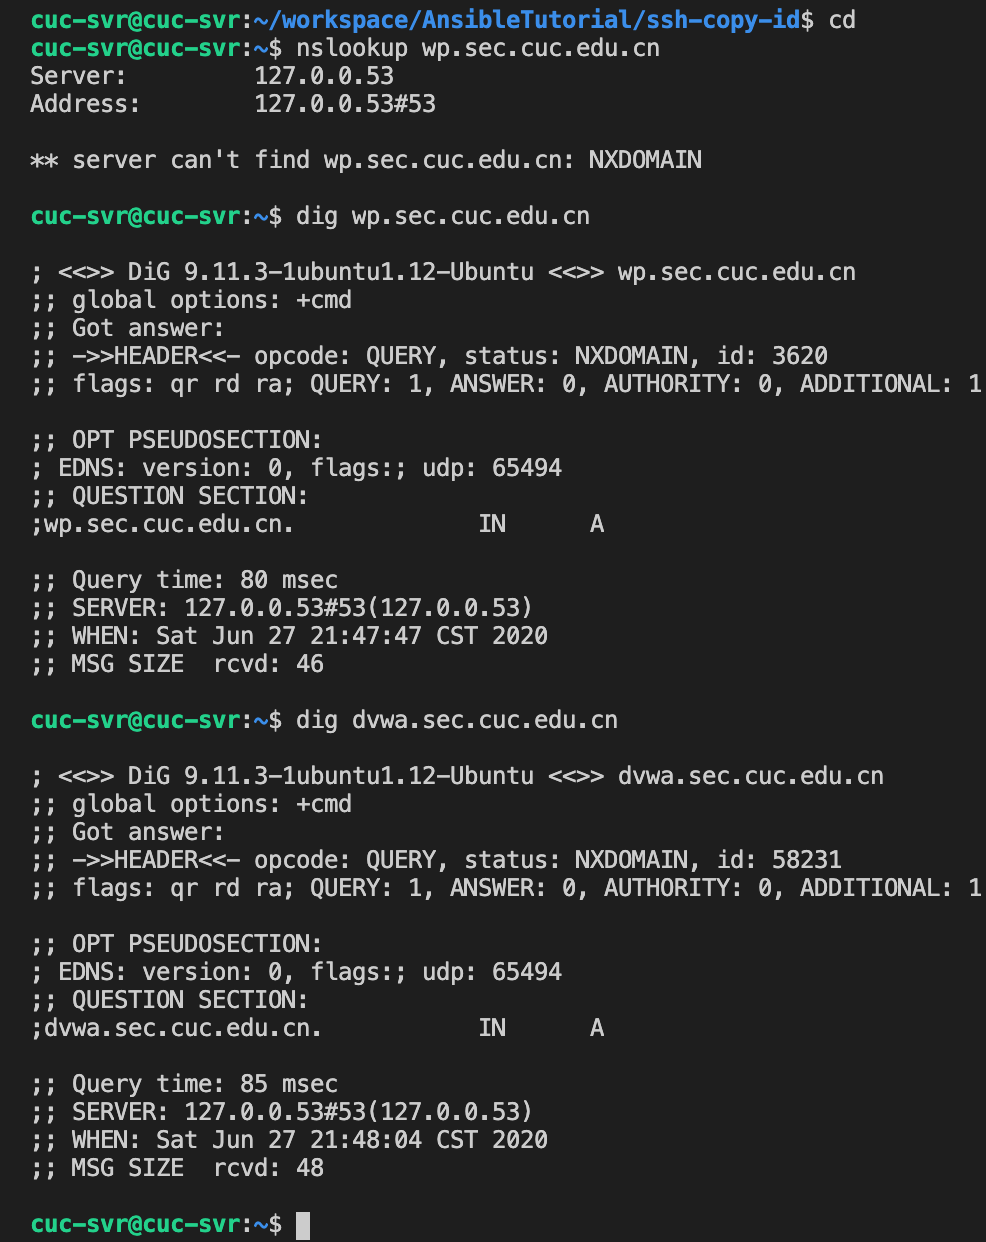 cuc-svr@cuc-svr:~/workspace/AnsibleTutorial/ssh-copy-id$ cd
cuc-svr@cuc-svr:~$ nslookup wp.sec.cuc.edu.cn
Server:         127.0.0.53
Address:        127.0.0.53#53

** server can't find wp.sec.cuc.edu.cn: NXDOMAIN

cuc-svr@cuc-svr:~$ dig wp.sec.cuc.edu.cn

; <<>> DiG 9.11.3-1ubuntu1.12-Ubuntu <<>> wp.sec.cuc.edu.cn
;; global options: +cmd
;; Got answer:
;; ->>HEADER<<- opcode: QUERY, status: NXDOMAIN, id: 3620
;; flags: qr rd ra; QUERY: 1, ANSWER: 0, AUTHORITY: 0, ADDITIONAL: 1

;; OPT PSEUDOSECTION:
; EDNS: version: 0, flags:; udp: 65494
;; QUESTION SECTION:
;wp.sec.cuc.edu.cn.             IN      A

;; Query time: 80 msec
;; SERVER: 127.0.0.53#53(127.0.0.53)
;; WHEN: Sat Jun 27 21:47:47 CST 2020
;; MSG SIZE  rcvd: 46

cuc-svr@cuc-svr:~$ dig dvwa.sec.cuc.edu.cn

; <<>> DiG 9.11.3-1ubuntu1.12-Ubuntu <<>> dvwa.sec.cuc.edu.cn
;; global options: +cmd
;; Got answer:
;; ->>HEADER<<- opcode: QUERY, status: NXDOMAIN, id: 58231
;; flags: qr rd ra; QUERY: 1, ANSWER: 0, AUTHORITY: 0, ADDITIONAL: 1

;; OPT PSEUDOSECTION:
; EDNS: version: 0, flags:; udp: 65494
;; QUESTION SECTION:
;dvwa.sec.cuc.edu.cn.           IN      A

;; Query time: 85 msec
;; SERVER: 127.0.0.53#53(127.0.0.53)
;; WHEN: Sat Jun 27 21:48:04 CST 2020
;; MSG SIZE  rcvd: 48

cuc-svr@cuc-svr:~$